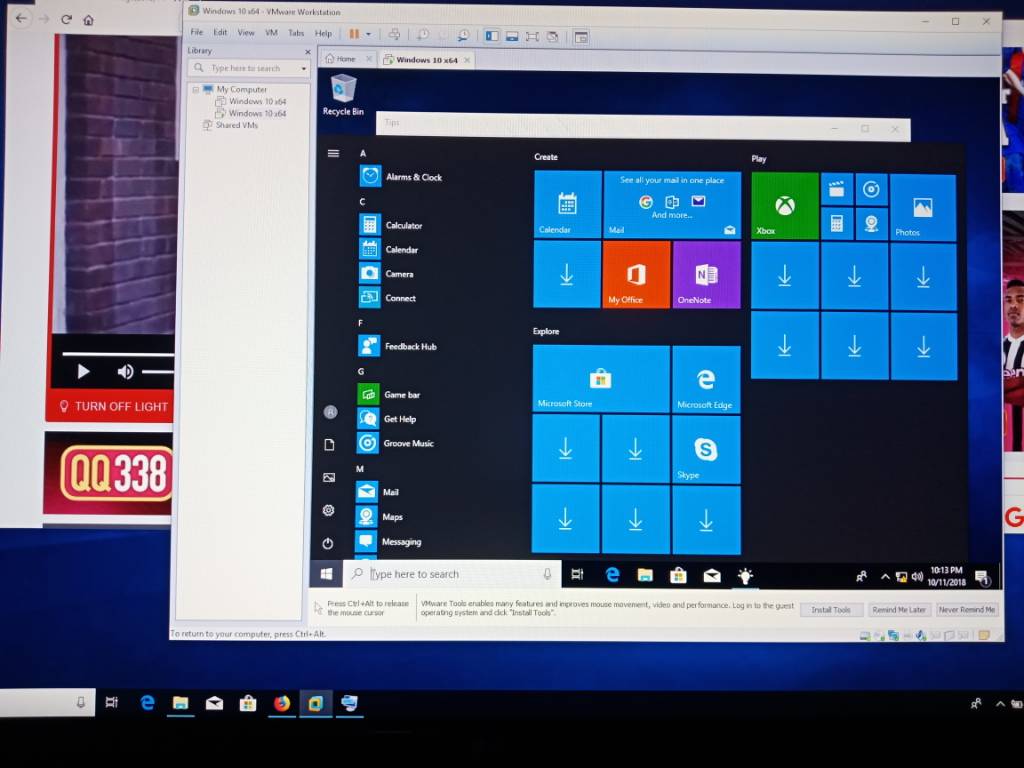 Windows 10 x64 - VMware Workstation
File Edit View VM Tabs Help
Library
Type here to search
My Computer
Windows 10 x64
Windows 10 x64
Shared VMs
Home
Windows 10 x64
Recycle Bin
Tips
A
Alarms & Clock
C
Calculator
Calendar
Camera
Connect
F
Feedback Hub
G
Game bar
Get Help
Groove Music
M
Mail
Maps
Messaging
Create
Calendar
See all your mail in one place
And more..
Mail
My Office
OneNote
Explore
Microsoft Store
Microsoft Edge
Skype
Play
Xbox
Photos
Type here to search
10:13 PM
10/11/2018
1
Press Ctrl+Alt to release
the mouse cursor
VMware Tools enables many features and improves mouse movement, video and performance. Log in to the guest
operating system and click "Install Tools".
Install Tools
Remind Me Later
Never Remind Me
To return to your computer, press Ctrl+Alt.
TURN OFF LIGHT
QQ338
G